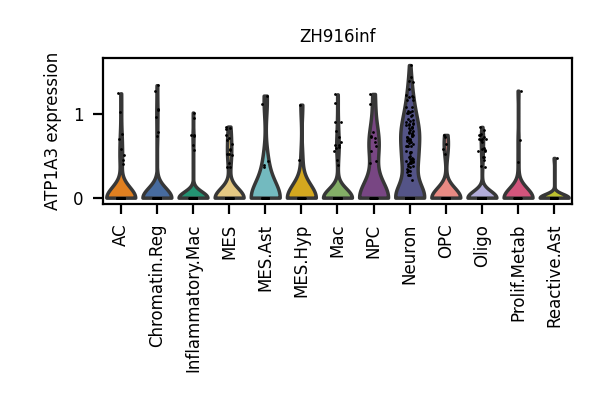 ZH916inf
ATP1A3 expression
1
0
AC
Chromatin.Reg
Inflammatory.Mac
MES
MES.Ast
MES.Hyp
Mac
NPC
Neuron
OPC
Oligo
Prolif.Metab
Reactive.Ast